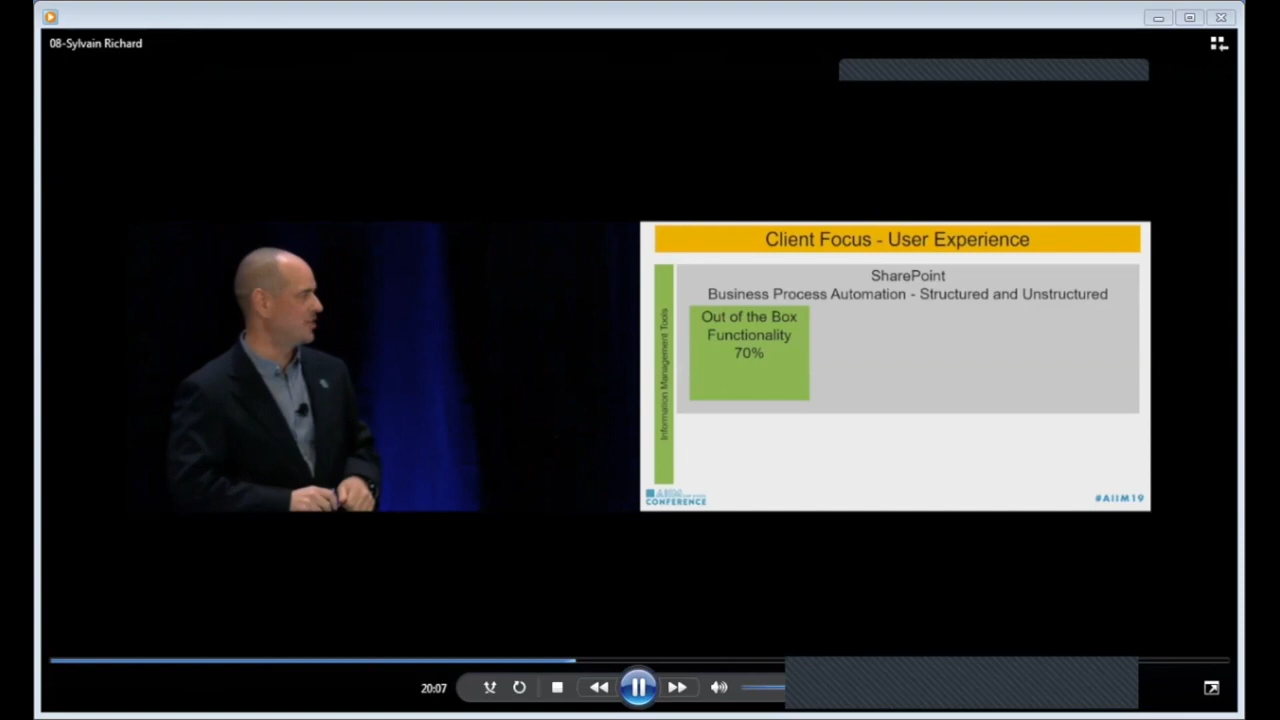 08-Sylvain Richard
Client Focus - User Experience
SharePoint
Business Process Automation - Structured and Unstructured
Out of the Box
Functionality
70%
Information Management Tools
AIIM
CONFERENCE
#AIIM19
20:07